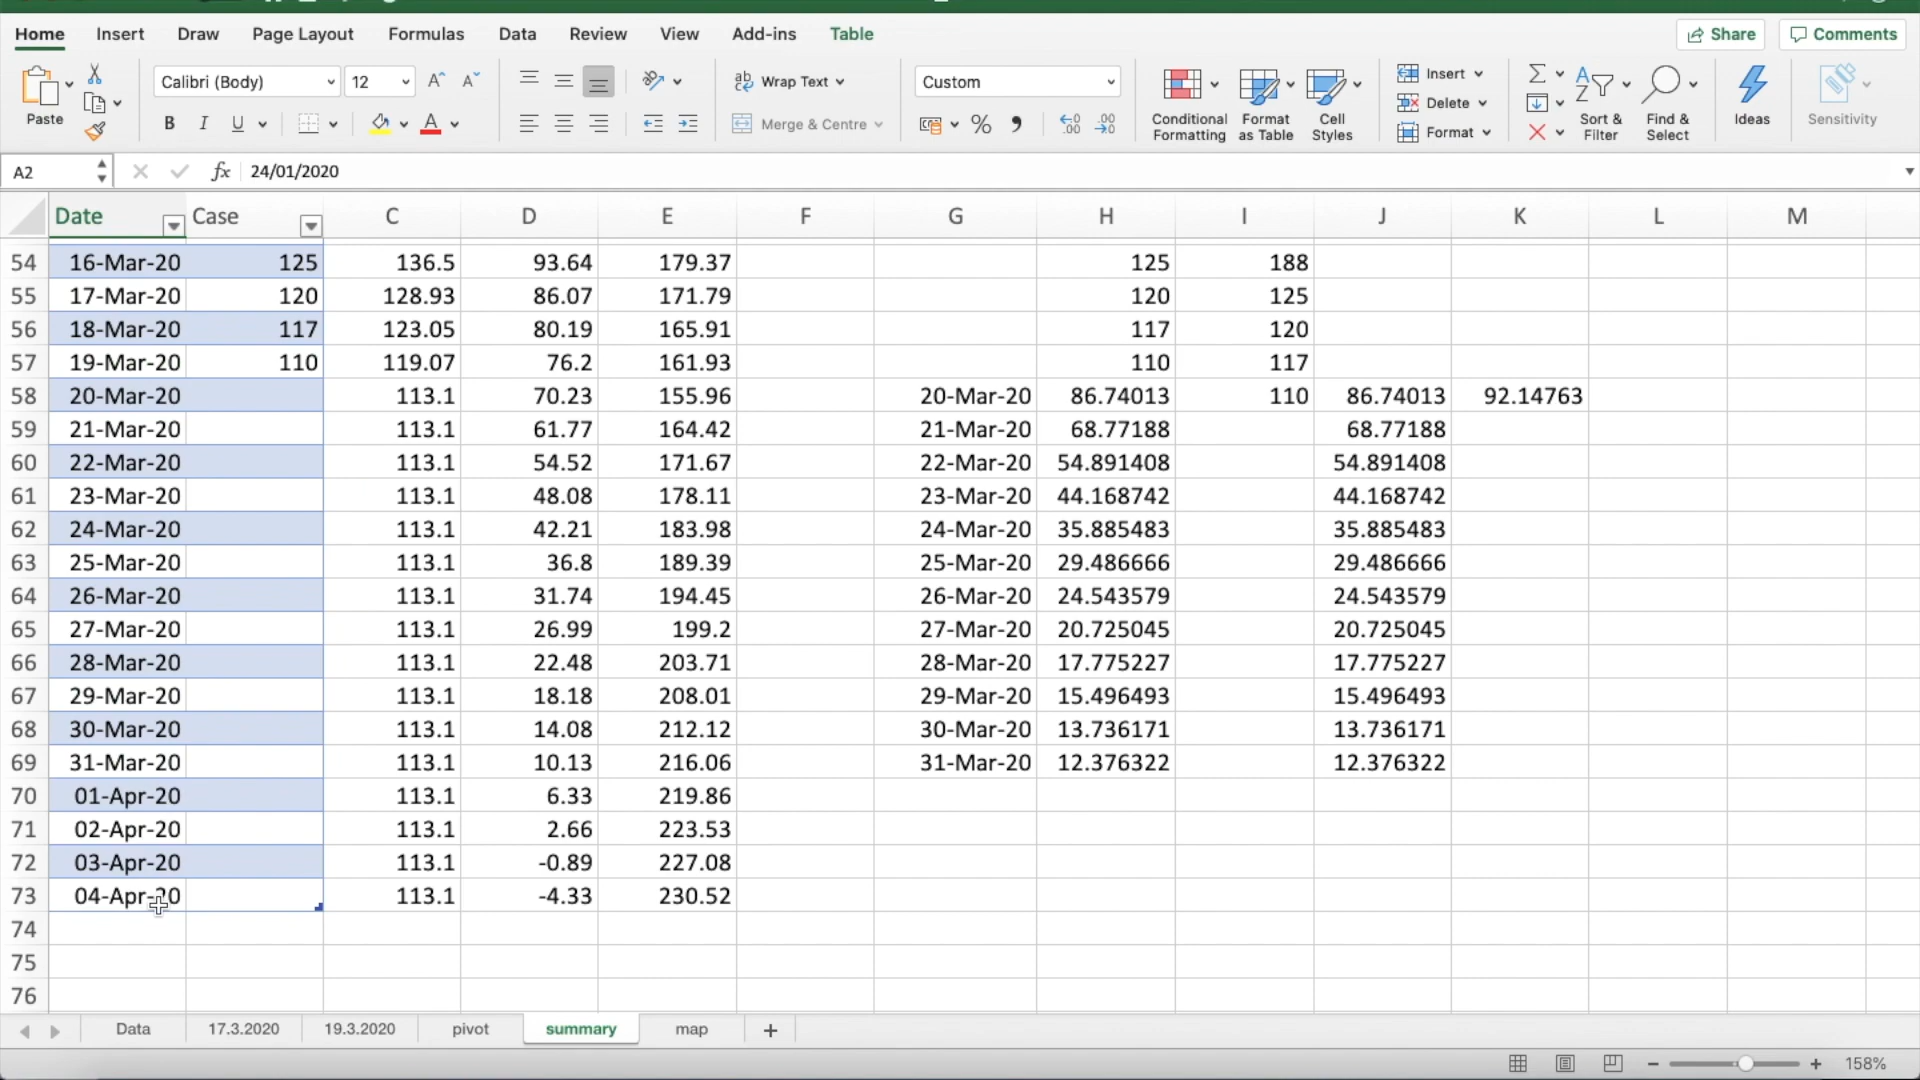 Home Insert Draw Page Layout Formulas Data Review View Add-ins Table Share Comments
Paste Calibri (Body) 12 A A ab Wrap Text Custom Insert
B I U A Merge & Centre % Conditional Formatting Format as Table Cell Styles Delete Format Sort & Filter Find & Select Ideas Sensitivity
A2 fx 24/01/2020
Date Case C D E F G H I J K L M
54 16-Mar-20 125 136.5 93.64 179.37 125 188
55 17-Mar-20 120 128.93 86.07 171.79 120 125
56 18-Mar-20 117 123.05 80.19 165.91 117 120
57 19-Mar-20 110 119.07 76.2 161.93 110 117
58 20-Mar-20 113.1 70.23 155.96 20-Mar-20 86.74013 110 86.74013 92.14763
59 21-Mar-20 113.1 61.77 164.42 21-Mar-20 68.77188 68.77188
60 22-Mar-20 113.1 54.52 171.67 22-Mar-20 54.891408 54.891408
61 23-Mar-20 113.1 48.08 178.11 23-Mar-20 44.168742 44.168742
62 24-Mar-20 113.1 42.21 183.98 24-Mar-20 35.885483 35.885483
63 25-Mar-20 113.1 36.8 189.39 25-Mar-20 29.486666 29.486666
64 26-Mar-20 113.1 31.74 194.45 26-Mar-20 24.543579 24.543579
65 27-Mar-20 113.1 26.99 199.2 27-Mar-20 20.725045 20.725045
66 28-Mar-20 113.1 22.48 203.71 28-Mar-20 17.775227 17.775227
67 29-Mar-20 113.1 18.18 208.01 29-Mar-20 15.496493 15.496493
68 30-Mar-20 113.1 14.08 212.12 30-Mar-20 13.736171 13.736171
69 31-Mar-20 113.1 10.13 216.06 31-Mar-20 12.376322 12.376322
70 01-Apr-20 113.1 6.33 219.86
71 02-Apr-20 113.1 2.66 223.53
72 03-Apr-20 113.1 -0.89 227.08
73 04-Apr-20 113.1 -4.33 230.52
74
75
76
Data 17.3.2020 19.3.2020 pivot summary map +
158%